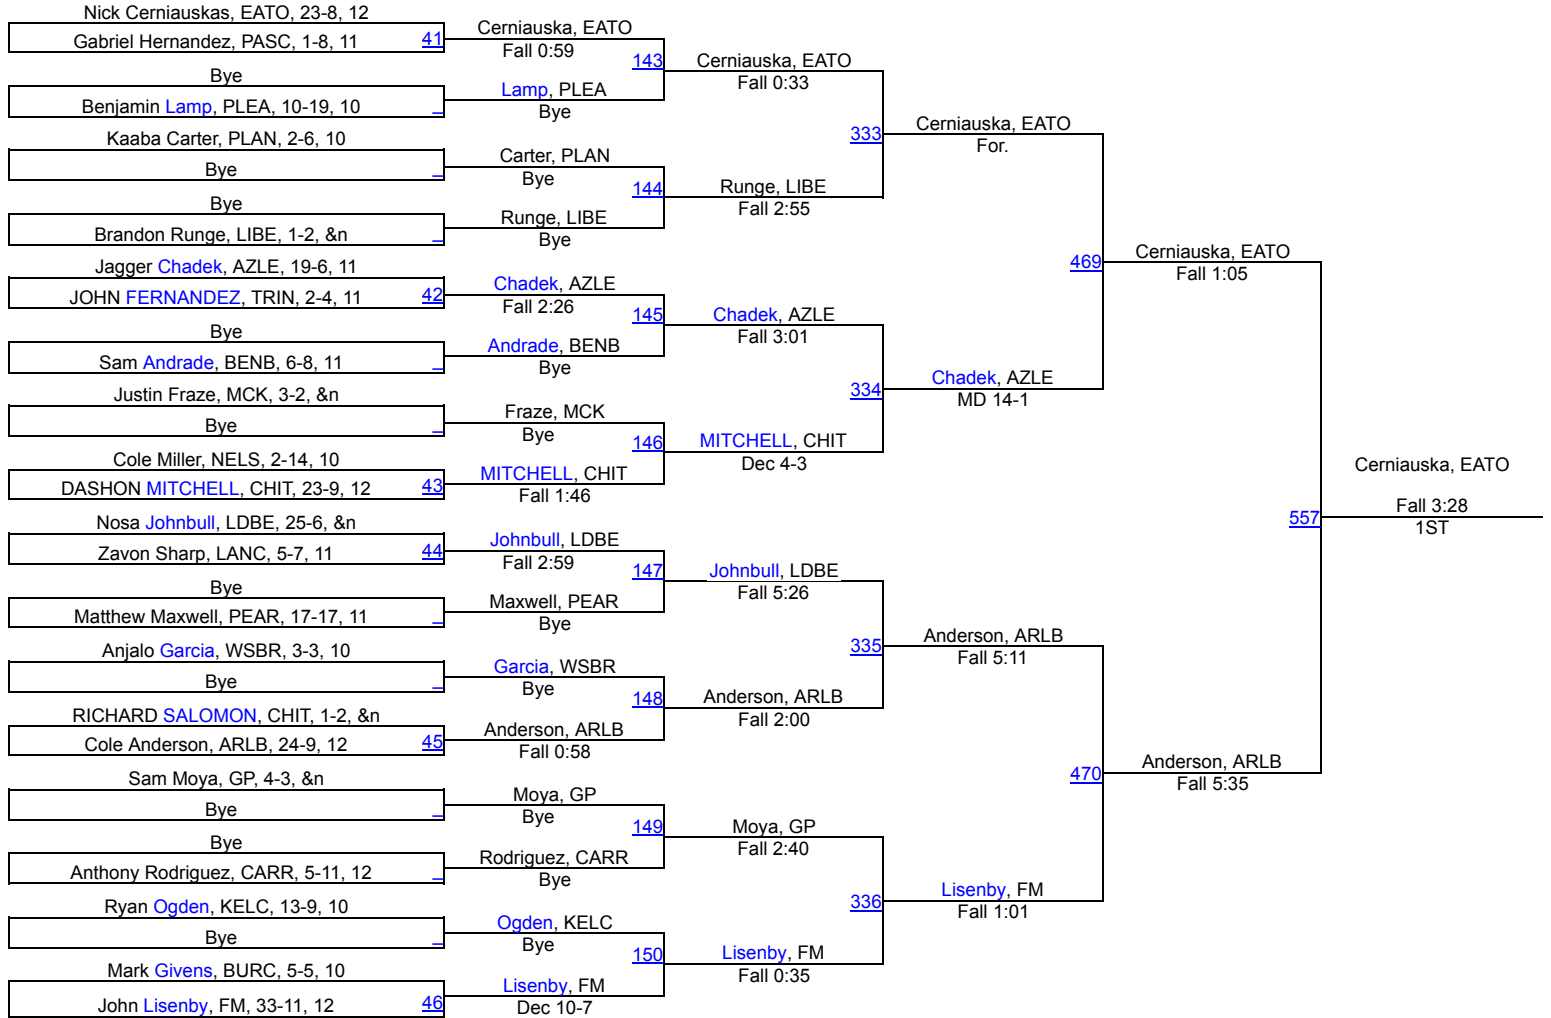 Nick Cerniauskas, EATO, 23-8, 12
Gabriel Hernandez, PASC, 1-8, 11 41
Bye
Benjamin Lamp, PLEA, 10-19, 10
Kaaba Carter, PLAN, 2-6, 10
Bye
Bye
Brandon Runge, LIBE, 1-2, &n
Jagger Chadek, AZLE, 19-6, 11
JOHN FERNANDEZ, TRIN, 2-4, 11 42
Bye
Sam Andrade, BENB, 6-8, 11
Justin Fraze, MCK, 3-2, &n
Bye
Cole Miller, NELS, 2-14, 10
DASHON MITCHELL, CHIT, 23-9, 12 43
Nosa Johnbull, LDBE, 25-6, &n
Zavon Sharp, LANC, 5-7, 11 44
Bye
Matthew Maxwell, PEAR, 17-17, 11
Anjalo Garcia, WSBR, 3-3, 10
Bye
RICHARD SALOMON, CHIT, 1-2, &n
Cole Anderson, ARLB, 24-9, 12 45
Sam Moya, GP, 4-3, &n
Bye
Bye
Anthony Rodriguez, CARR, 5-11, 12
Ryan Ogden, KELC, 13-9, 10
Bye
Mark Givens, BURC, 5-5, 10
John Lisenby, FM, 33-11, 12 46
Cerniauska, EATO
Fall 0:59
143
Lamp, PLEA
Bye
Carter, PLAN
Bye
144
Runge, LIBE
Bye
Chadek, AZLE
Fall 2:26
145
Andrade, BENB
Bye
Fraze, MCK
Bye
146
MITCHELL, CHIT
Fall 1:46
Johnbull, LDBE
Fall 2:59
147
Maxwell, PEAR
Bye
Garcia, WSBR
Bye
148
Anderson, ARLB
Fall 0:58
Moya, GP
Bye
149
Rodriguez, CARR
Bye
Ogden, KELC
Bye
150
Lisenby, FM
Dec 10-7
Cerniauska, EATO
Fall 0:33
333
Runge, LIBE
Fall 2:55
Chadek, AZLE
Fall 3:01
334
MITCHELL, CHIT
Dec 4-3
Johnbull, LDBE
Fall 5:26
335
Anderson, ARLB
Fall 2:00
Moya, GP
Fall 2:40
336
Lisenby, FM
Fall 0:35
Cerniauska, EATO
For.
469
Chadek, AZLE
MD 14-1
Anderson, ARLB
Fall 5:11
470
Lisenby, FM
Fall 1:01
Cerniauska, EATO
Fall 1:05
557
Anderson, ARLB
Fall 5:35
Cerniauska, EATO
Fall 3:28
1ST